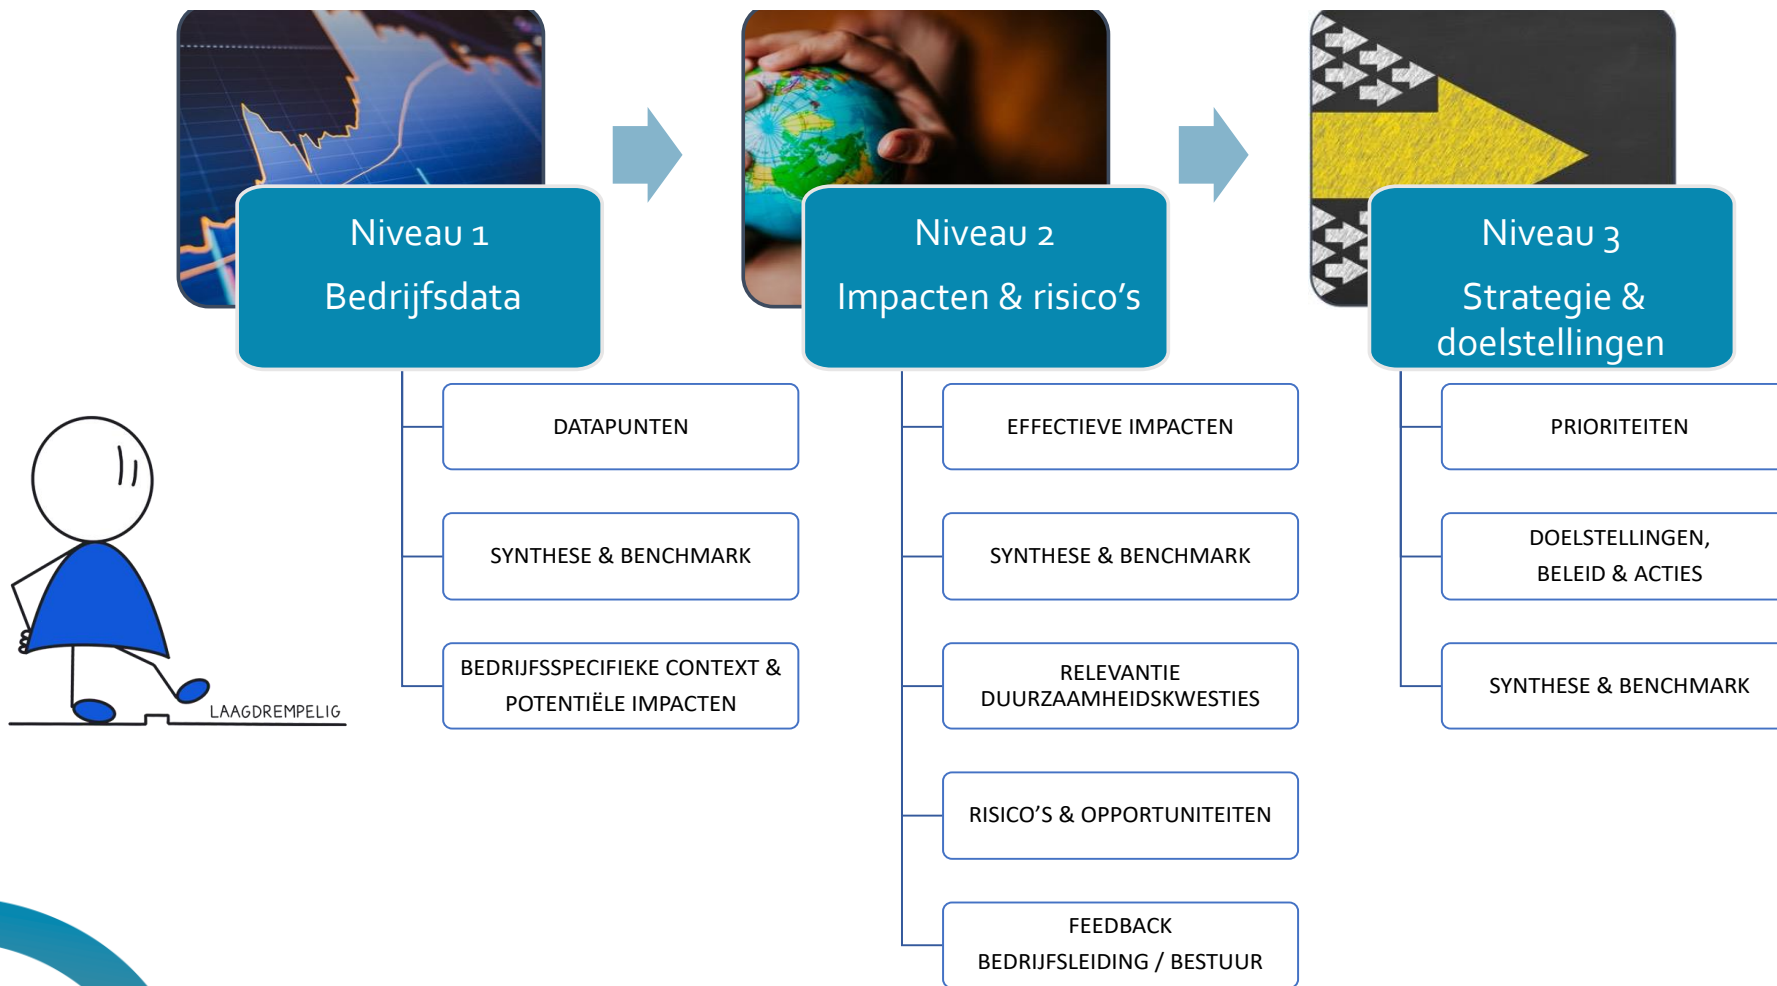 Niveau 1
Bedrijfsdata
DATAPUNTEN
SYNTHESE & BENCHMARK
BEDRIJFSSPECIFIEKE CONTEXT &
POTENTIËLE IMPACTEN
Niveau 2
Impacten & risico’s
EFFECTIEVE IMPACTEN
SYNTHESE & BENCHMARK
RELEVANTIE
DUURZAAMHEIDSKWESTIES
RISICO’S & OPPORTUNITEITEN
FEEDBACK
BEDRIJFSLEIDING / BESTUUR
Niveau 3
Strategie &
doelstellingen
PRIORITEITEN
DOELSTELLINGEN,
BELEID & ACTIES
SYNTHESE & BENCHMARK
LAAGDREMPELIG